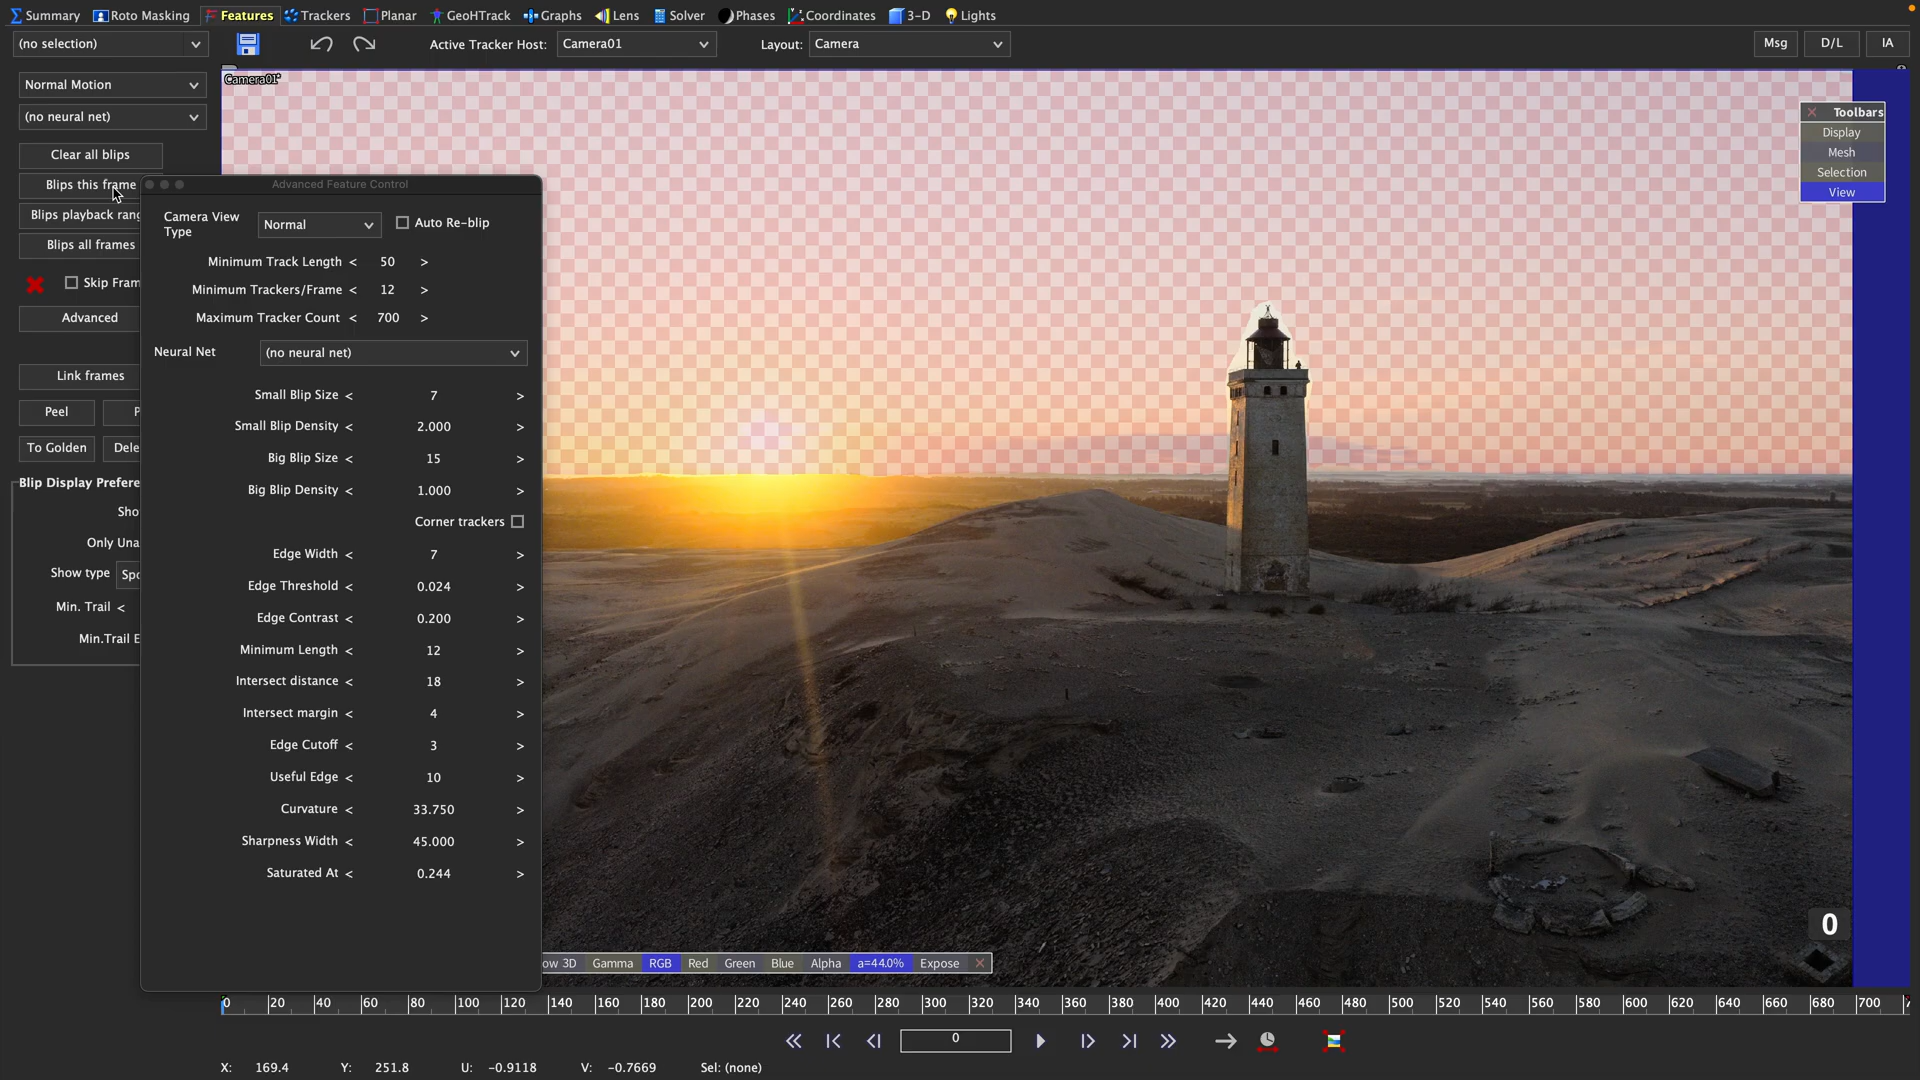 Summary Roto Masking Features Trackers Planar GeoHTrack Graphs Lens Solver Phases Coordinates 3-D Lights
(no selection) Active Tracker Host: Camera01 Layout: Camera Msg D/L IA
Camera01*
Normal Motion
(no neural net)
Clear all blips
Blips this frame
Blips playback rang
Blips all frames
Skip Fram
Advanced
Link frames
Peel P
To Golden Dele
Blip Display Prefere
Sho
Only Una
Show type Spo
Min. Trail <
Min.Trail E
Advanced Feature Control
Camera View Type Normal Auto Re-blip
Minimum Track Length < 50 >
Minimum Trackers/Frame < 12 >
Maximum Tracker Count < 700 >
Neural Net (no neural net)
Small Blip Size < 7 >
Small Blip Density < 2.000 >
Big Blip Size < 15 >
Big Blip Density < 1.000 >
Corner trackers
Edge Width < 7 >
Edge Threshold < 0.024 >
Edge Contrast < 0.200 >
Minimum Length < 12 >
Intersect distance < 18 >
Intersect margin < 4 >
Edge Cutoff < 3 >
Useful Edge < 10 >
Curvature < 33.750 >
Sharpness Width < 45.000 >
Saturated At < 0.244 >
Toolbars
Display
Mesh
Selection
View
0
ow 3D Gamma RGB Red Green Blue Alpha a=44.0% Expose
0 20 40 60 80 100 120 140 160 180 200 220 240 260 280 300 320 340 360 380 400 420 440 460 480 500 520 540 560 580 600 620 640 660 680 700
0
X: 169.4 Y: 251.8 U: -0.9118 V: -0.7669 Sel: (none)